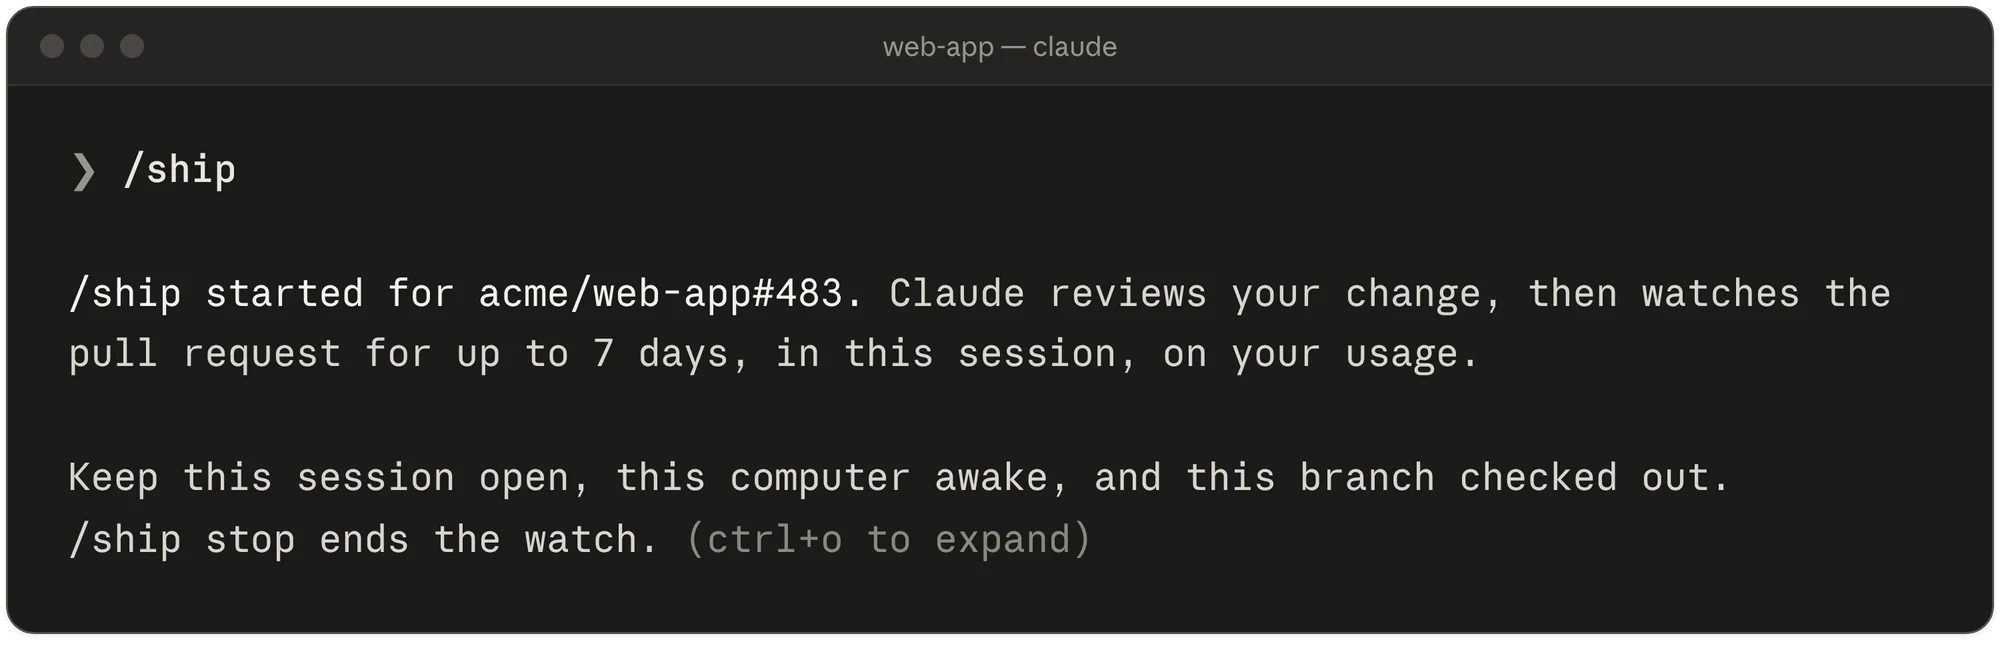 web-app — claude
❯ /ship
/ship started for acme/web-app#483. Claude reviews your change, then watches the
pull request for up to 7 days, in this session, on your usage.
Keep this session open, this computer awake, and this branch checked out.
/ship stop ends the watch. (ctrl+o to expand)